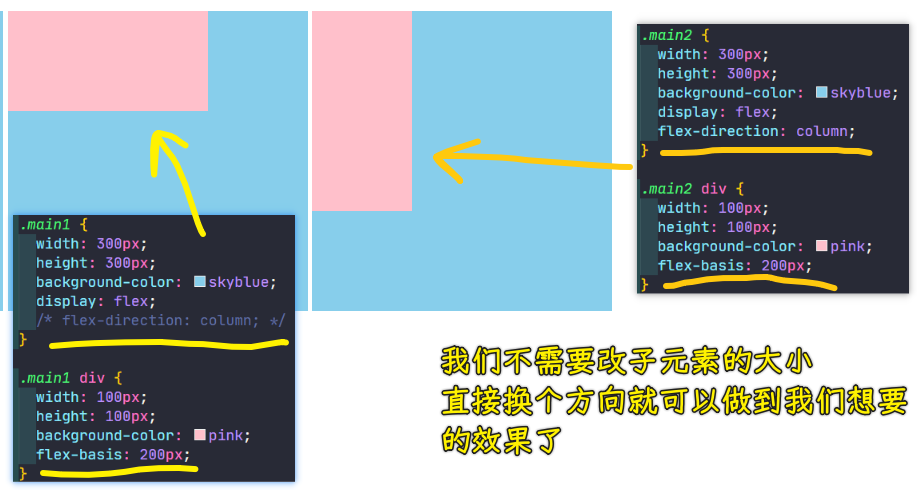 .main2 {
width: 300px;
height: 300px;
background-color: skyblue;
display: flex;
flex-direction: column;
}
.main2 div {
width: 100px;
height: 100px;
background-color: pink;
flex-basis: 200px;
}
.main1 {
width: 300px;
height: 300px;
background-color: skyblue;
display: flex;
/* flex-direction: column; */
}
.main1 div {
width: 100px;
height: 100px;
background-color: pink;
flex-basis: 200px;
}
我们不需要改子元素的大小
直接换个方向就可以做到我们想要
的效果了